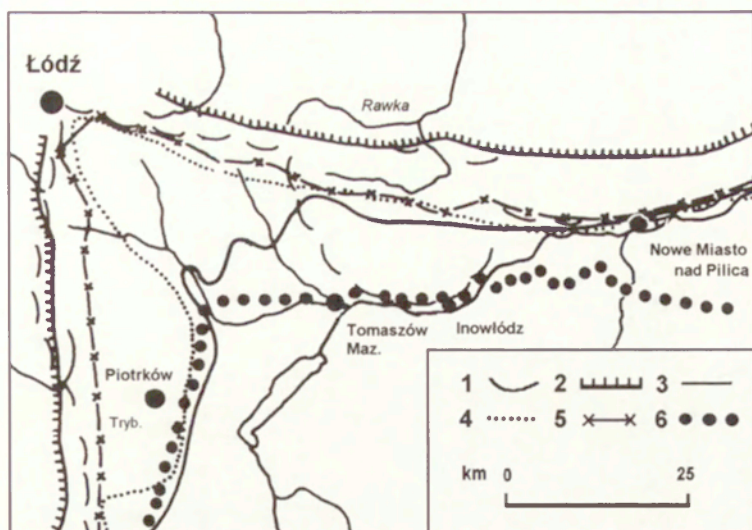 Łódź
Rawka
Nowe Miasto
nad Pilica
Tomaszów
Maz.
Inowłódz
Piotrków
Tryb.
1 2 3
4 5 6
km 0 25